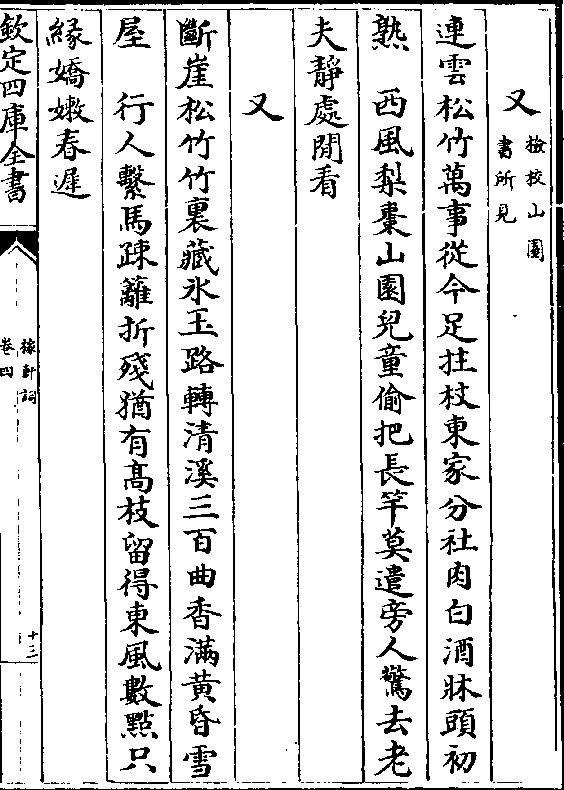 又檢校山園
書所見
連雲松竹萬事從今足拄杖東家分社肉白酒牀頭初
熟　西風梨棗山園兒童偷把長竿莫遣旁人驚去老
夫靜處閒看
又
斷崖松竹竹裏藏氷玉路轉清溪三百曲香滿黄昏雪
屋　行人繫馬疎籬折殘猶有髙枝留得東風數㸃只
緣嬌嫩春遲
欽定四庫全書
稼軒詞
卷四
十三